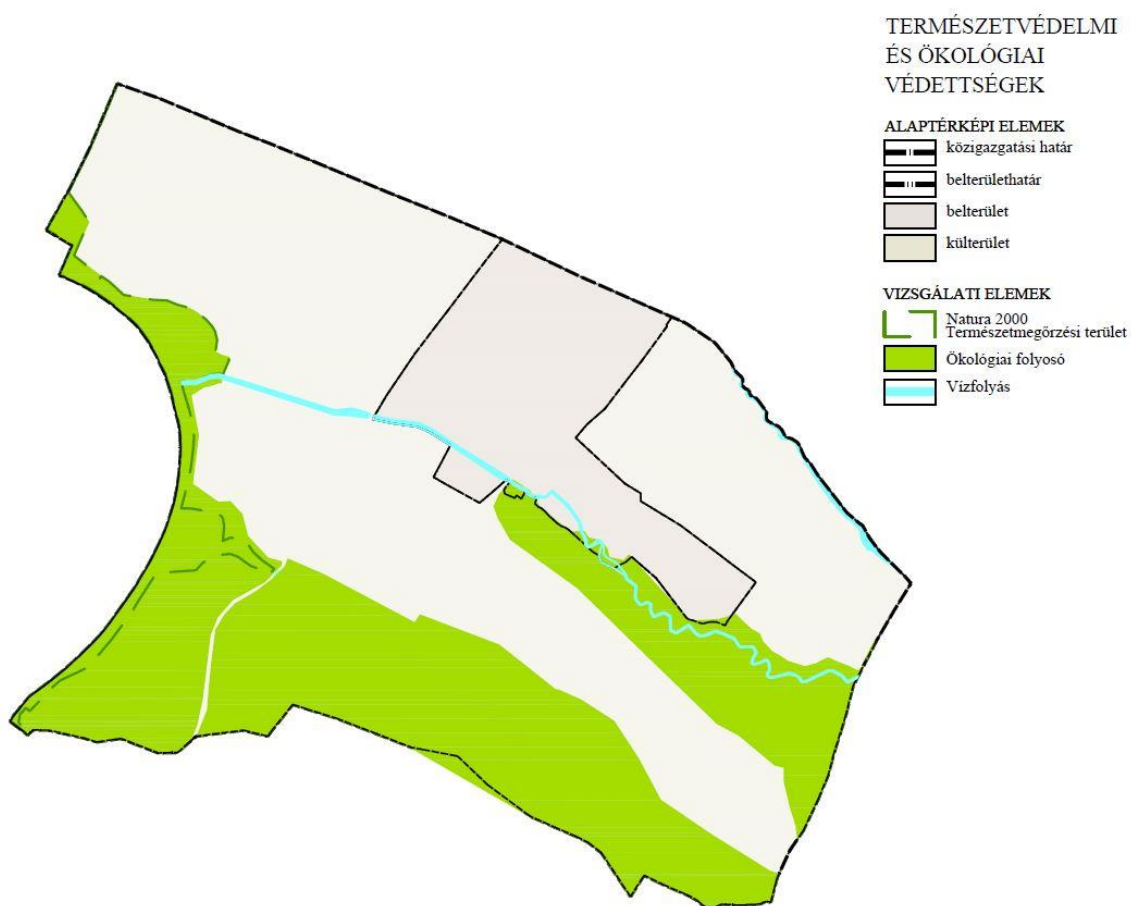 TERMÉSZETVÉDELMI
ÉS ÖKOLÓGIAI
VÉDETTSÉGEK
ALAPTÉRKÉPI ELEMEK
közigazgatási határ
belterülethatár
belterület
külterület
VIZSGÁLATI ELEMEK
Natura 2000
Természetmegőrzési terület
Ökológiai folyosó
Vízfolyás